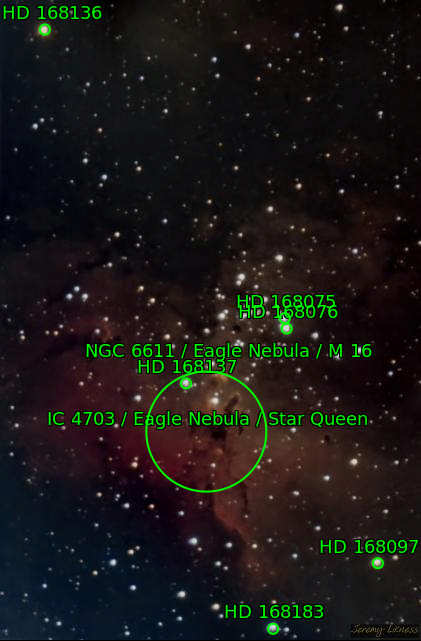 HD 168136
HD 168075
HD 168076
NGC 6611 / Eagle Nebula / M 16
HD 168137
IC 4703 / Eagle Nebula / Star Queen
HD 168097
HD 168183
Jeremy Likness